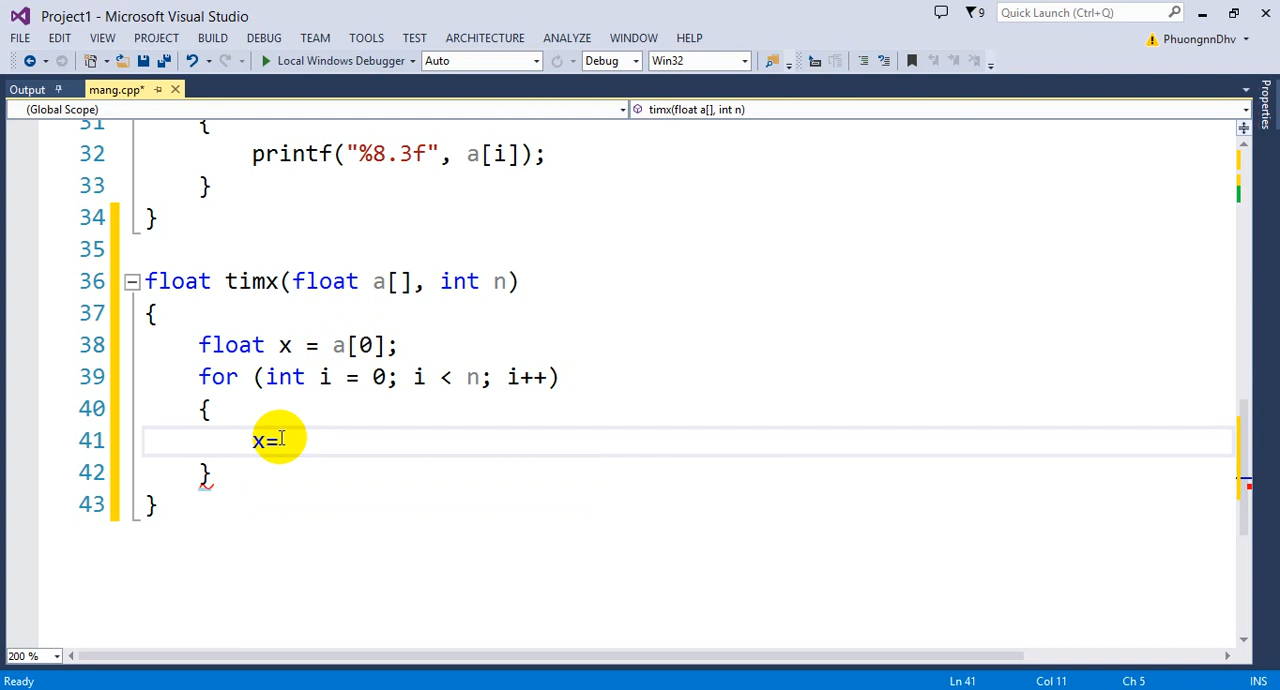 Project1 - Microsoft Visual Studio
9
Quick Launch (Ctrl+Q)
FILE EDIT VIEW PROJECT BUILD DEBUG TEAM TOOLS TEST ARCHITECTURE ANALYZE WINDOW HELP
PhuongnnDhv
Local Windows Debugger Auto Debug Win32
Output mang.cpp*
Properties
(Global Scope) timx(float a[], int n)
31 {
32 printf("%8.3f", a[i]);
33 }
34 }
35
36 float timx(float a[], int n)
37 {
38 float x = a[0];
39 for (int i = 0; i < n; i++)
40 {
41 x=
42 }
43 }
200 %
Ready Ln 41 Col 11 Ch 5 INS